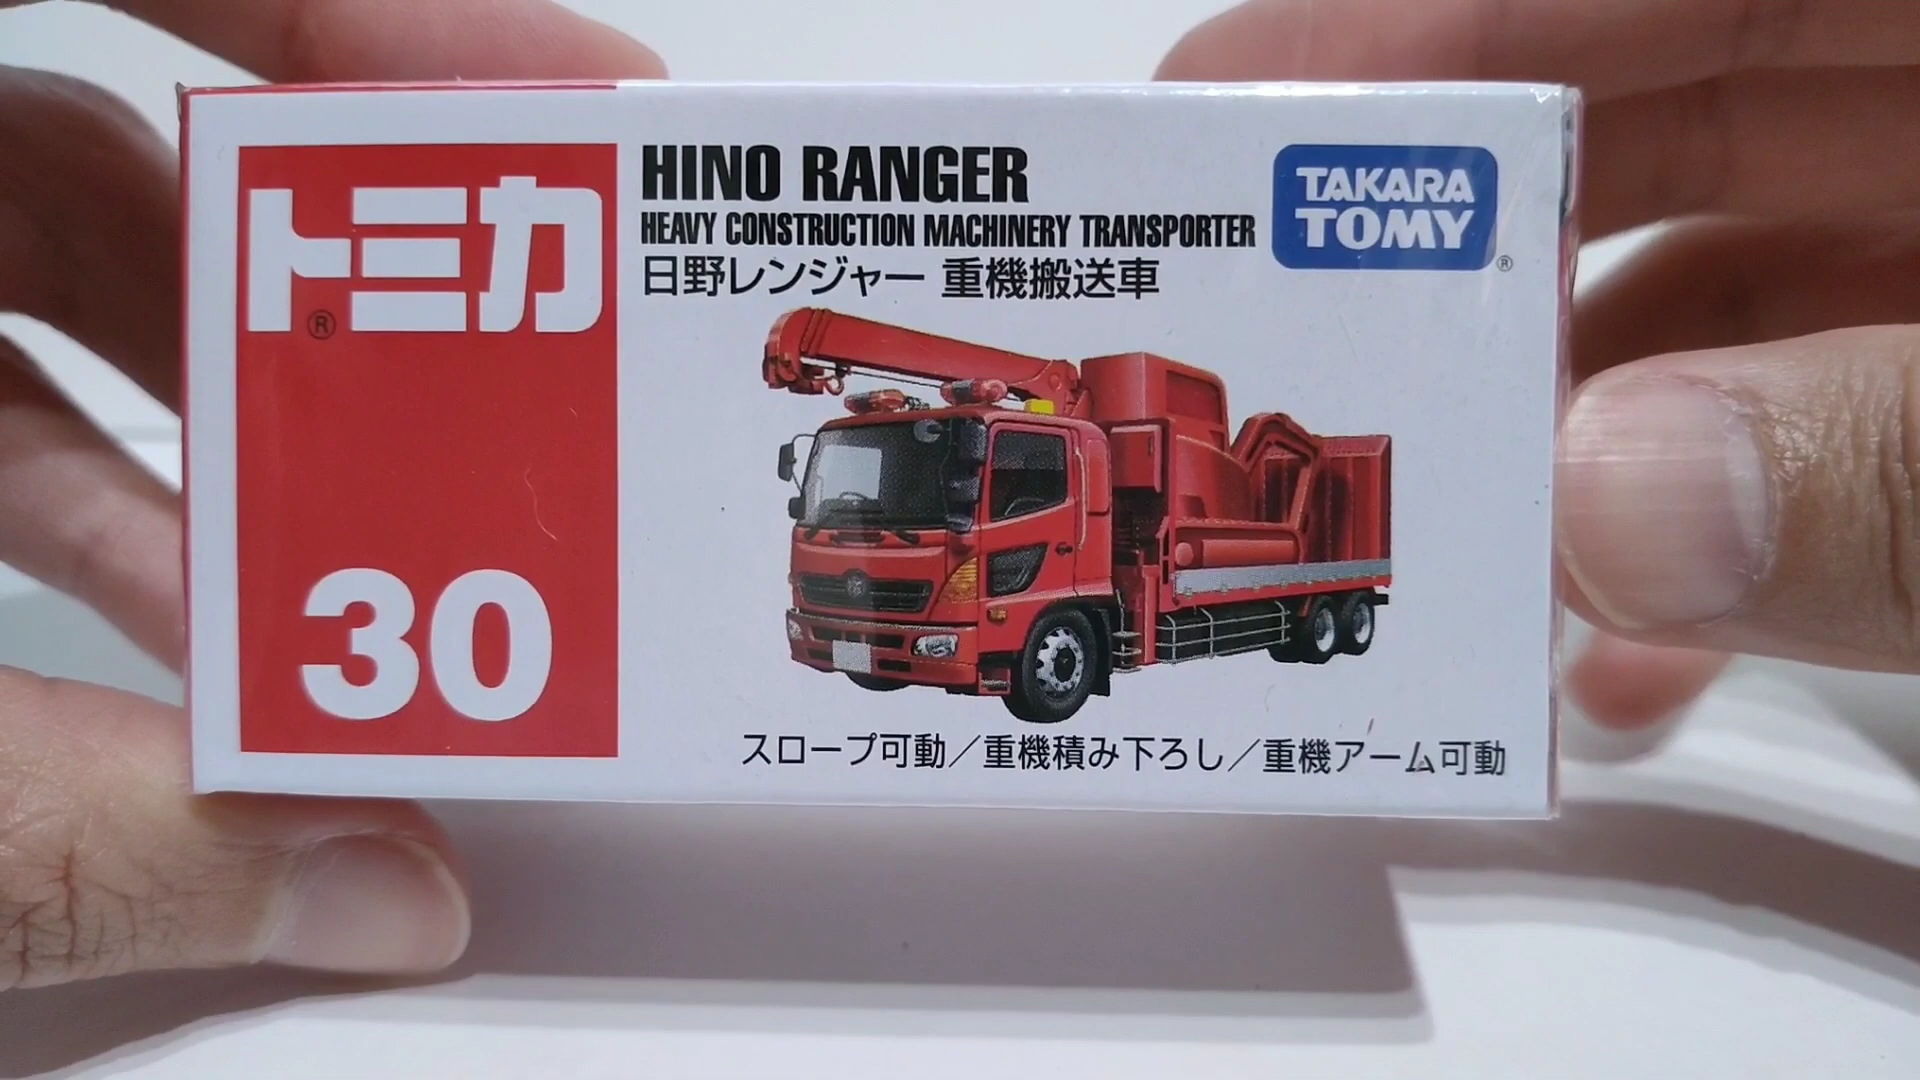 トミカ
®
30
HINO RANGER
HEAVY CONSTRUCTION MACHINERY TRANSPORTER
日野レンジャー 重機搬送車
TAKARA
TOMY
®
スロープ可動／重機積み下ろし／重機アーム可動